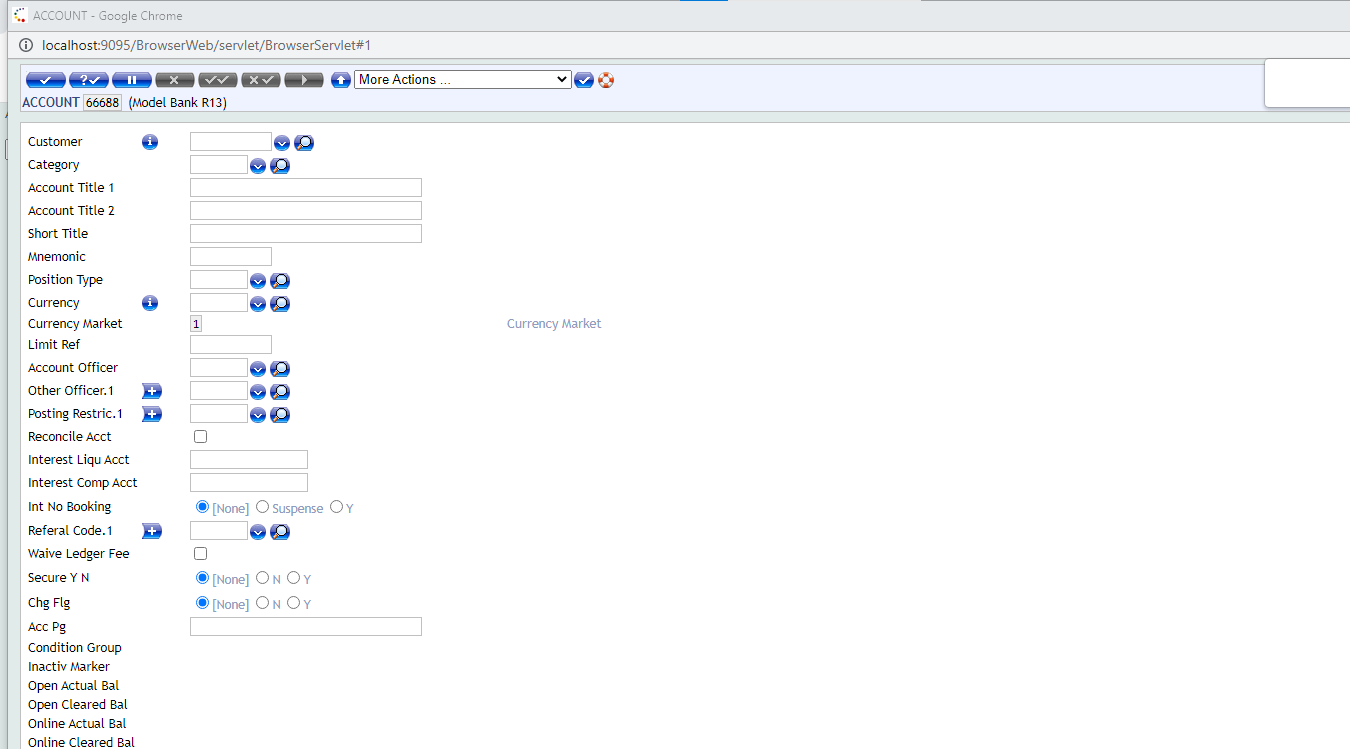 ACCOUNT - Google Chrome
localhost:9095/BrowserWeb/servlet/BrowserServlet#1
More Actions ...
ACCOUNT 66688 (Model Bank R13)
Customer
Category
Account Title 1
Account Title 2
Short Title
Mnemonic
Position Type
Currency
Currency Market 1 Currency Market
Limit Ref
Account Officer
Other Officer.1
Posting Restric.1
Reconcile Acct
Interest Liqu Acct
Interest Comp Acct
Int No Booking [None] Suspense Y
Referal Code.1
Waive Ledger Fee
Secure Y N [None] N Y
Chg Flg [None] N Y
Acc Pg
Condition Group
Inactiv Marker
Open Actual Bal
Open Cleared Bal
Online Actual Bal
Online Cleared Bal